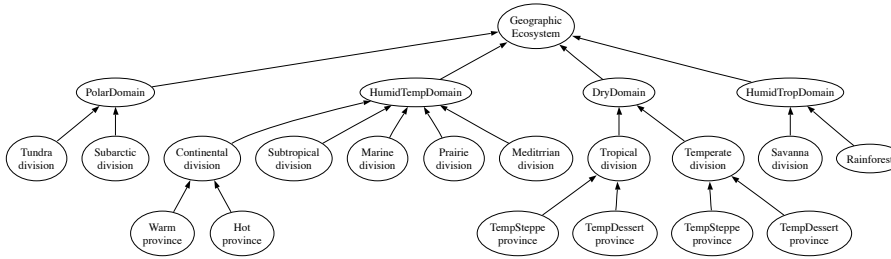 Geographic
Ecosystem
PolarDomain
HumidTempDomain
DryDomain
HumidTropDomain
Tundra
division
Subarctic
division
Continental
division
Subtropical
division
Marine
division
Prairie
division
Meditrrian
division
Tropical
division
Temperate
division
Savanna
division
Rainforest
Warm
province
Hot
province
TempSteppe
province
TempDessert
province
TempSteppe
province
TempDessert
province